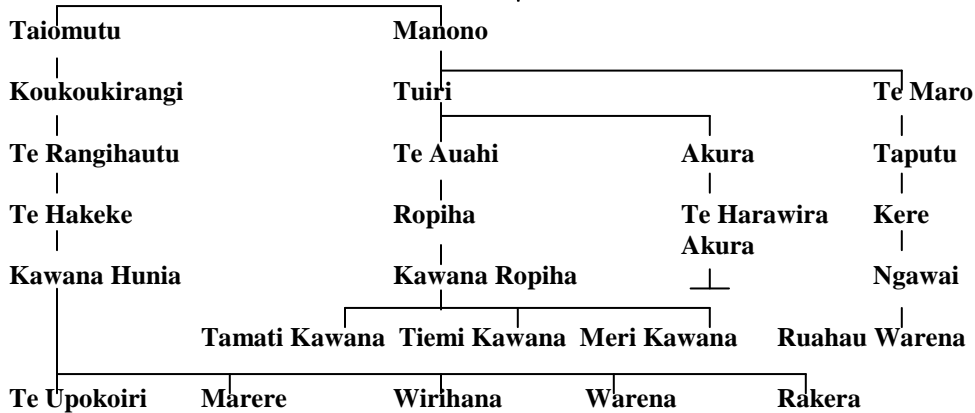 Taiomutu Manono
Koukoukirangi Tuiri Te Maro
Te Rangihautu Te Auahi Akura Taputu
Te Hakeke Ropiha Te Harawira Kere
Akura
Kawana Hunia Kawana Ropiha Ngawai
Tamati Kawana Tiemi Kawana Meri Kawana Ruahau Warena
Te Upokoiri Marere Wirihana Warena Rakera